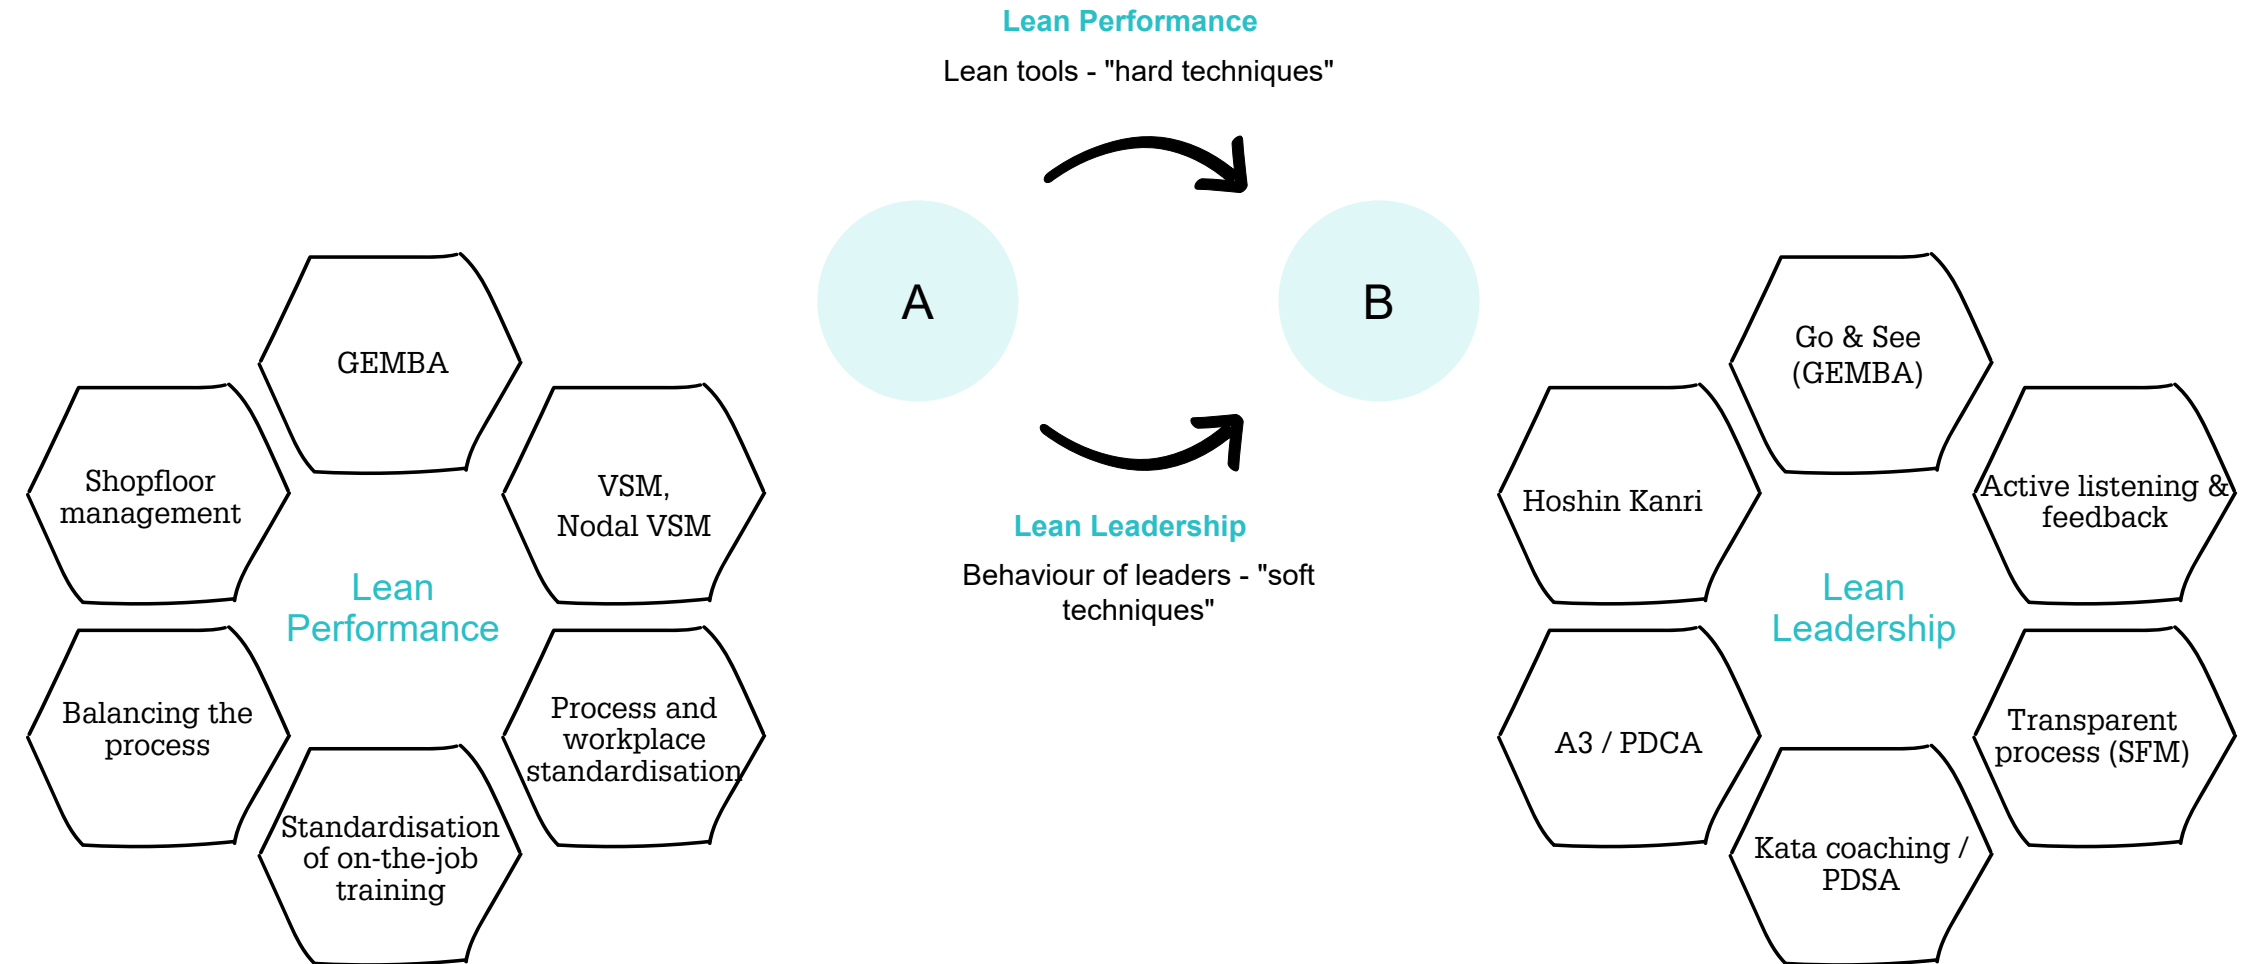 Lean Performance
Lean tools - "hard techniques"
A
B
Lean Leadership
Behaviour of leaders - "soft
techniques"
GEMBA
Shopfloor
management
VSM,
Nodal VSM
Lean
Performance
Balancing the
process
Process and
workplace
standardisation
Standardisation
of on-the-job
training
Go & See
(GEMBA)
Hoshin Kanri
Active listening &
feedback
Lean
Leadership
A3 / PDCA
Transparent
process (SFM)
Kata coaching /
PDSA